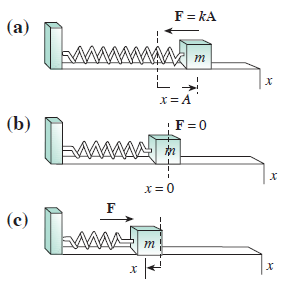 F = kA
(a)
m
x
x = A
(b)
F = 0
m
x
x = 0
(c)
F
m
x
x